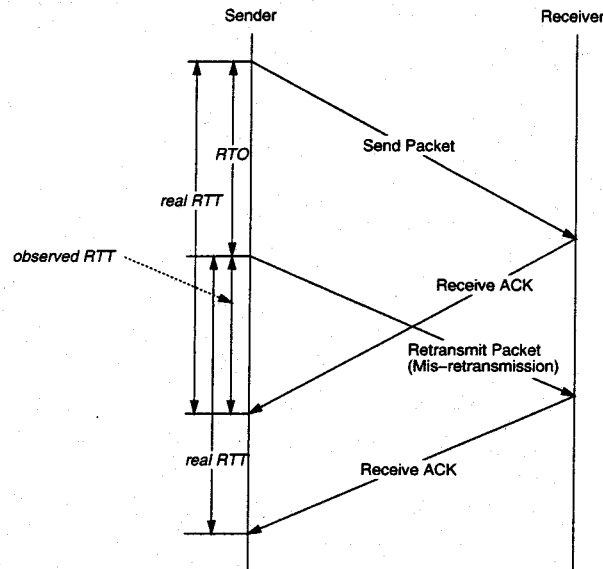 Sender
Receiver
Send Packet
RTO
real RTT
observed RTT
Receive ACK
Retransmit Packet
(Mis-retransmission)
real RTT
Receive ACK